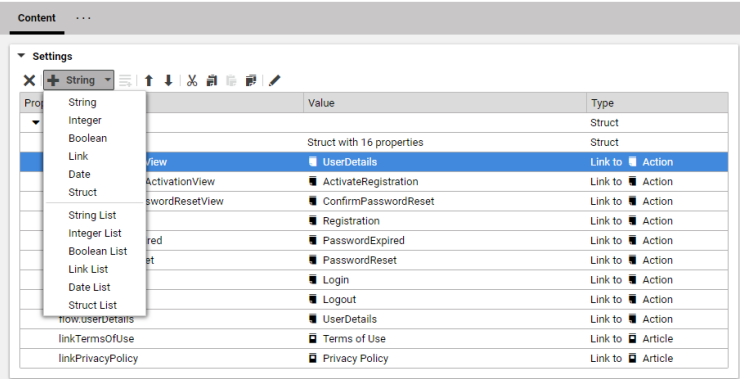 Content ...
Settings
String
Prop Value Type
String
Struct
Integer
Boolean
Struct with 16 properties Struct
Link
View UserDetails Link to Action
Date
ActivationView ActivateRegistration Link to Action
Struct
swordResetView ConfirmPasswordReset Link to Action
String List
Registration Link to Action
Integer List
red PasswordExpired Link to Action
Boolean List
et PasswordReset Link to Action
Link List
Login Link to Action
Date List
Logout Link to Action
Struct List
flow.userDetails UserDetails Link to Action
linkTermsOfUse Terms of Use Link to Article
linkPrivacyPolicy Privacy Policy Link to Article